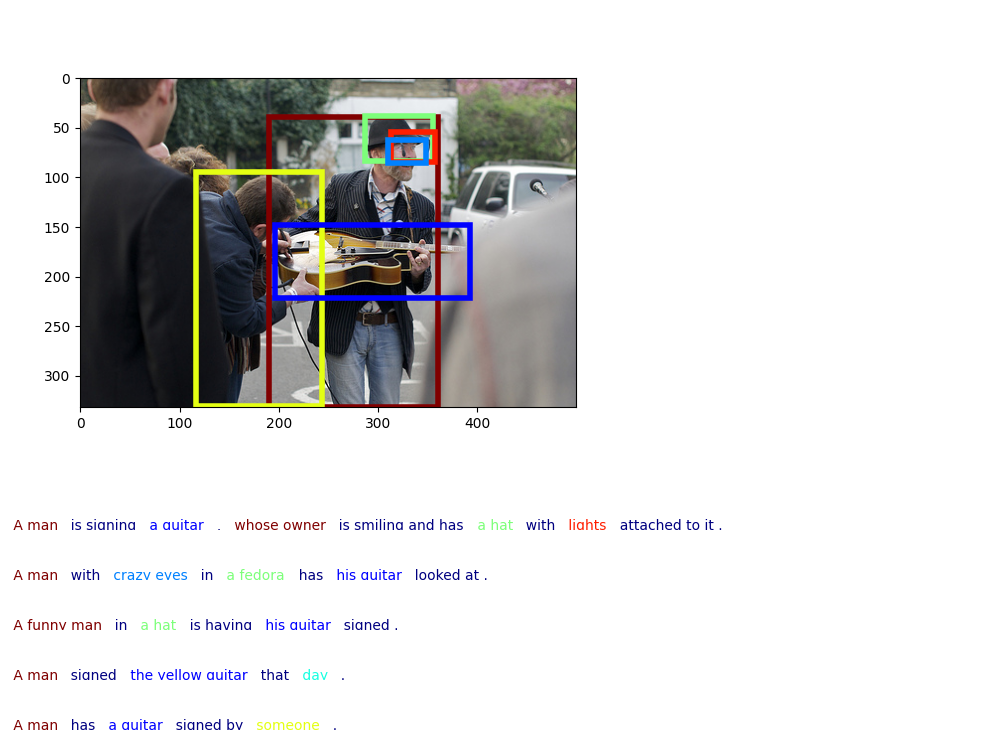 0
50
100
150
200
250
300
0 100 200 300 400
A man is signing a guitar , whose owner is smiling and has a hat with lights attached to it .
A man with crazy eyes in a fedora has his guitar looked at .
A funny man in a hat is having his guitar signed .
A man signed the yellow guitar that day .
A man has a guitar signed by someone .